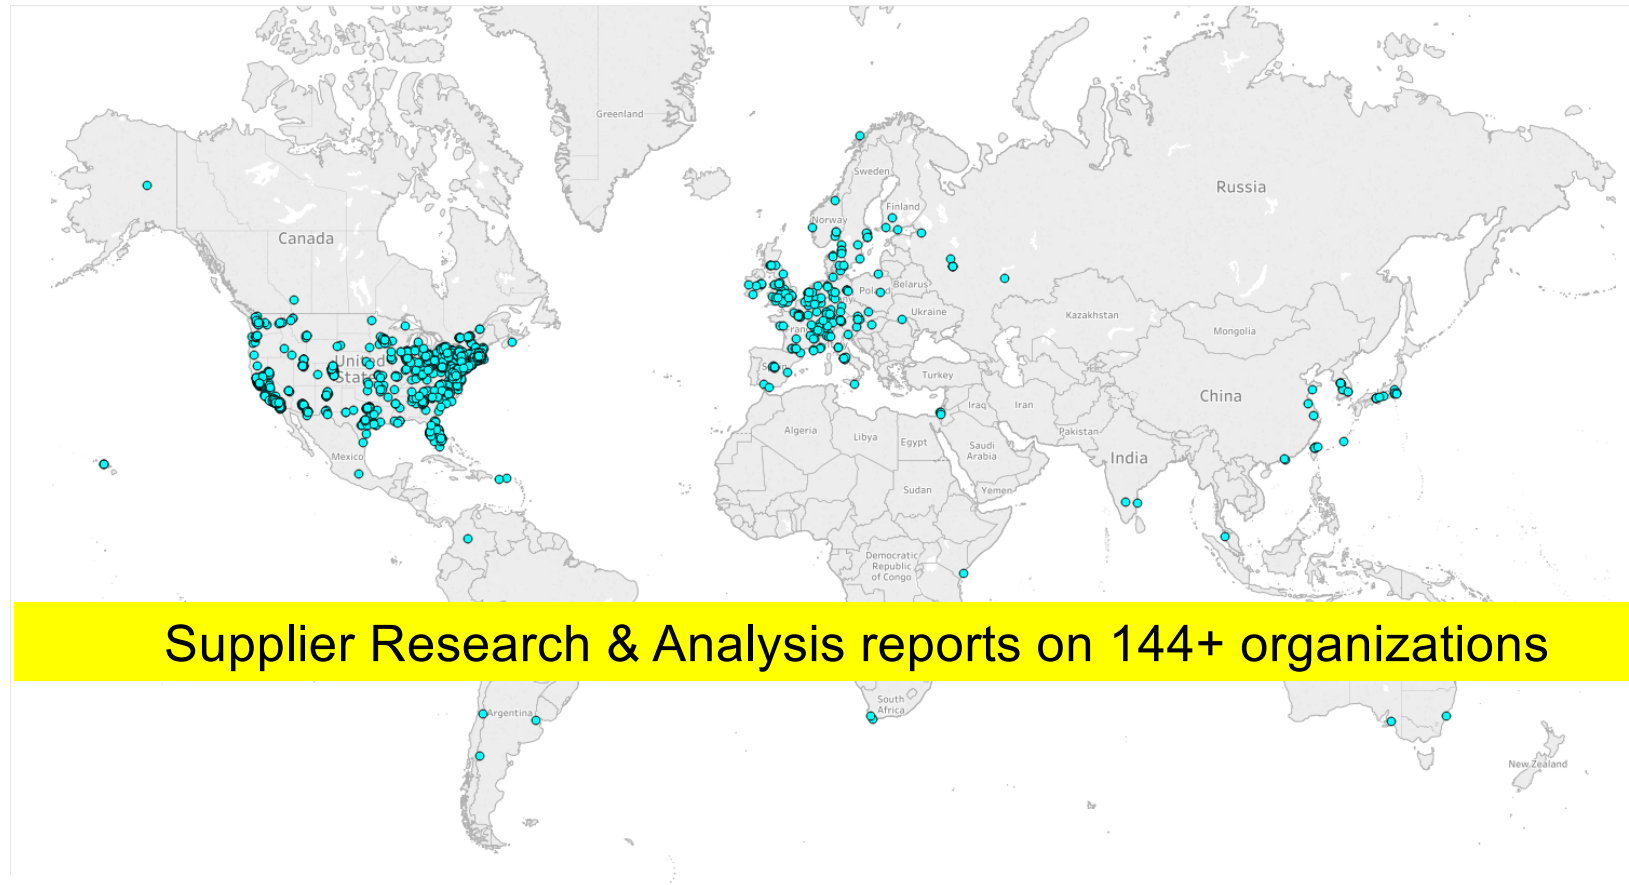 Greenland
Sweden
Russia
Finland
Norway
Canada
Belarus
Ukraine
Kazakhstan
Mongolia
United
States
Turkey
China
Iraq
Iran
Algeria
Libya
Egypt
Pakistan
Saudi
Arabia
Mexico
India
Sudan
Yemen
Democratic
Republic
of Congo
Supplier Research & Analysis reports on 144+ organizations
South
Africa
Argentina
New Zealand